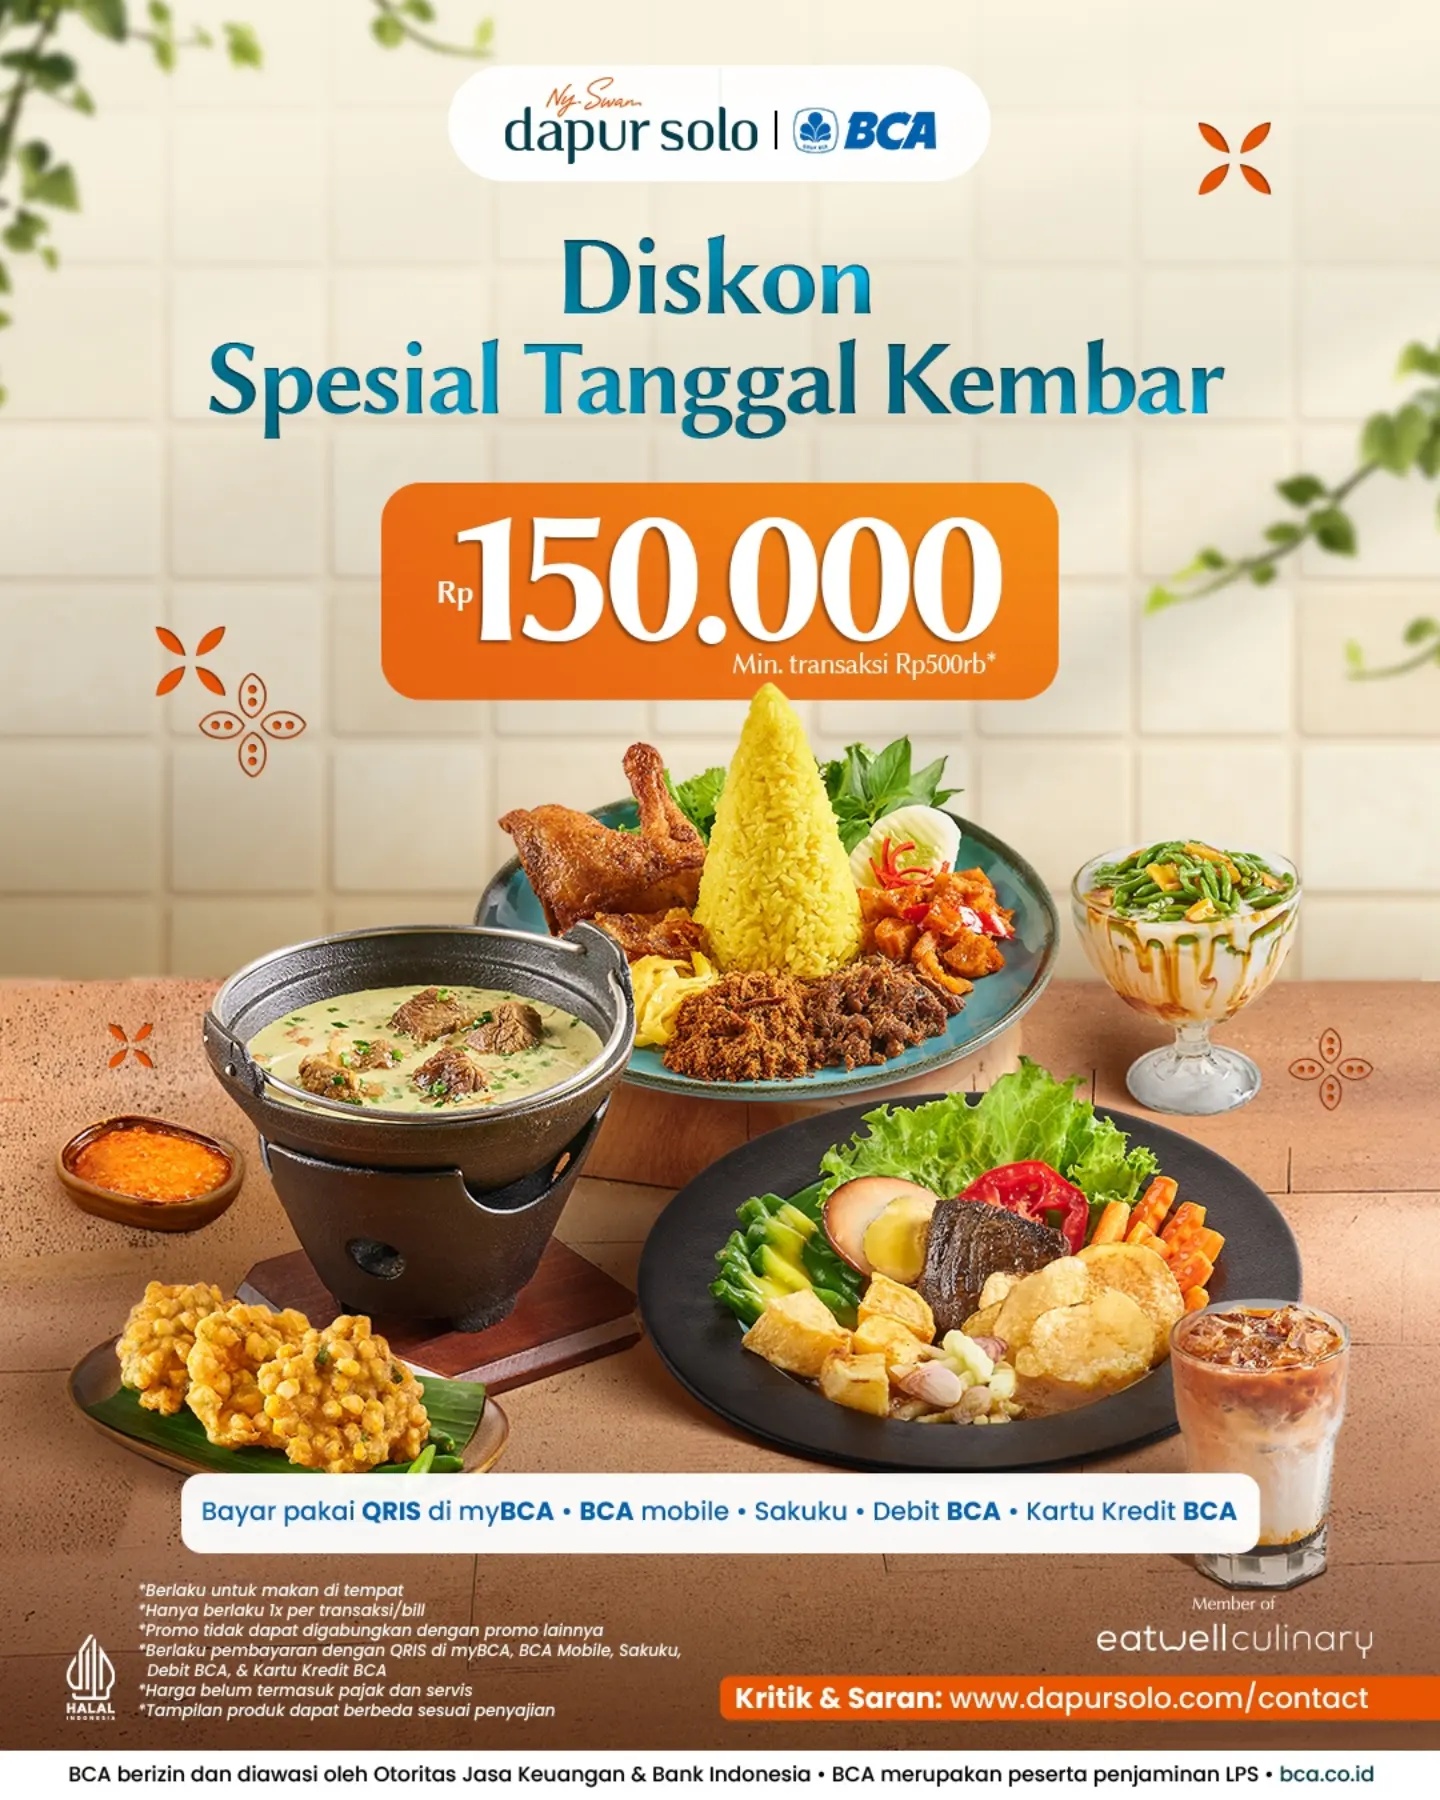 Ny. Swan
dapur solo | BCA
Diskon
Spesial Tanggal Kembar
Rp150.000
Min. transaksi Rp500rb*
Bayar pakai QRIS di myBCA • BCA mobile • Sakuku • Debit BCA • Kartu Kredit BCA
*Berlaku untuk makan di tempat
*Hanya berlaku 1x per transaksi/bill
*Promo tidak dapat digabungkan dengan promo lainnya
*Berlaku pembayaran dengan QRIS di myBCA, BCA Mobile, Sakuku,
Debit BCA, & Kartu Kredit BCA
*Harga belum termasuk pajak dan servis
*Tampilan produk dapat berbeda sesuai penyajian
HALAL
INDONESIA
Member of
eatwellculinary
Kritik & Saran: www.dapursolo.com/contact
BCA berizin dan diawasi oleh Otoritas Jasa Keuangan & Bank Indonesia • BCA merupakan peserta penjaminan LPS • bca.co.id